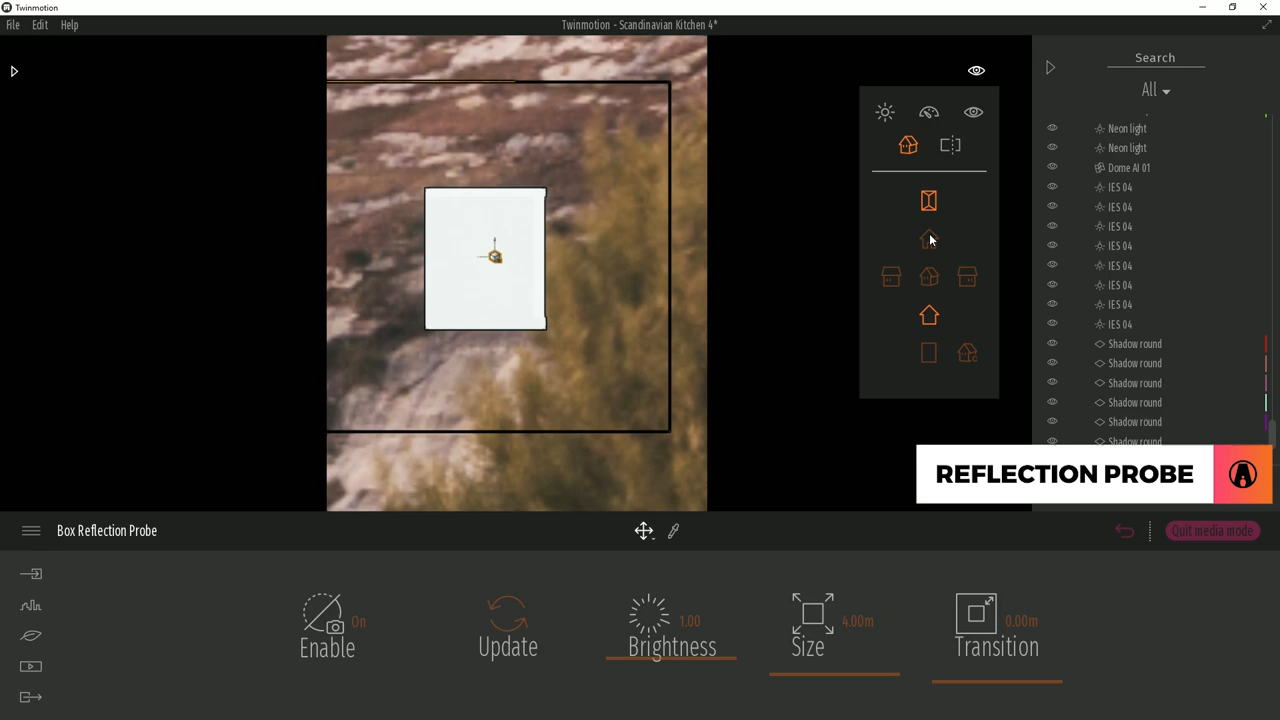 Twinmotion
File Edit Help
Twinmotion - Scandinavian Kitchen 4*
Search
All
Neon light
Neon light
Dome AI 01
IES 04
IES 04
IES 04
IES 04
IES 04
IES 04
IES 04
IES 04
Shadow round
Shadow round
Shadow round
Shadow round
Shadow round
Shadow round
REFLECTION PROBE
Box Reflection Probe
Quit media mode
On
Enable
Update
1.00
Brightness
4.00m
Size
0.00m
Transition